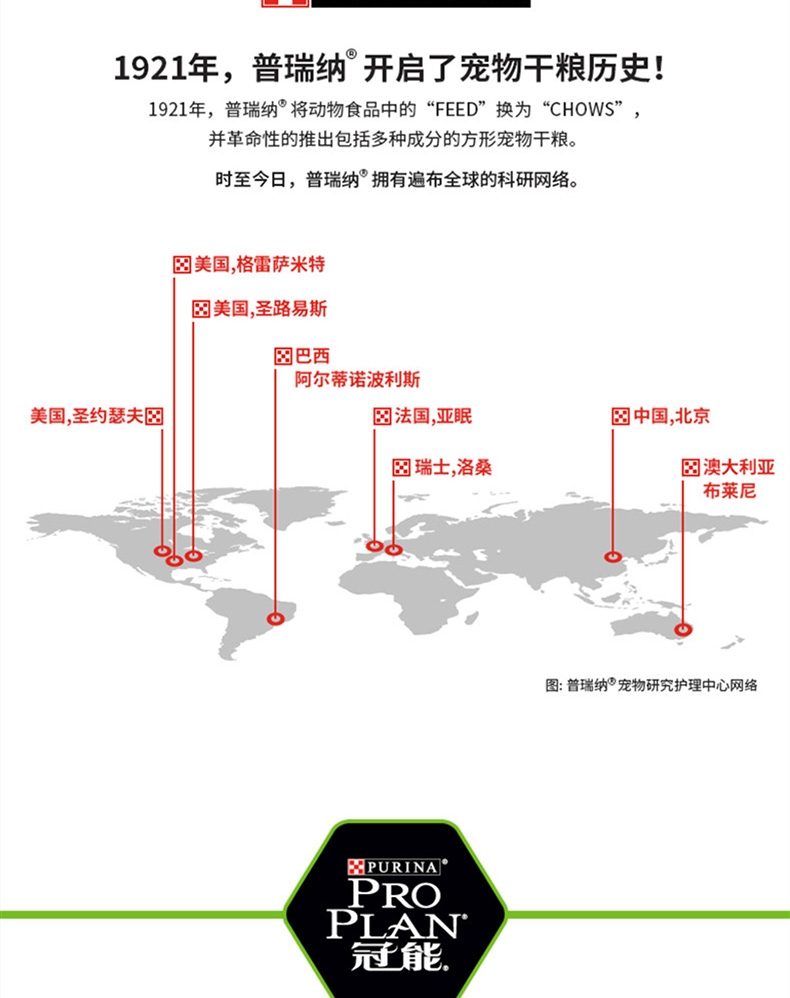 1921年，普瑞纳®开启了宠物干粮历史！
1921年，普瑞纳®将动物食品中的“FEED”换为“CHOWS”，
并革命性的推出包括多种成分的方形宠物干粮。
时至今日，普瑞纳®拥有遍布全球的科研网络。
美国,格雷萨米特
美国,圣路易斯
巴西
阿尔蒂诺波利斯
美国,圣约瑟夫
法国,亚眠
中国,北京
瑞士,洛桑
澳大利亚
布莱尼
图: 普瑞纳®宠物研究护理中心网络
PURINA®
PRO
PLAN®
冠能®